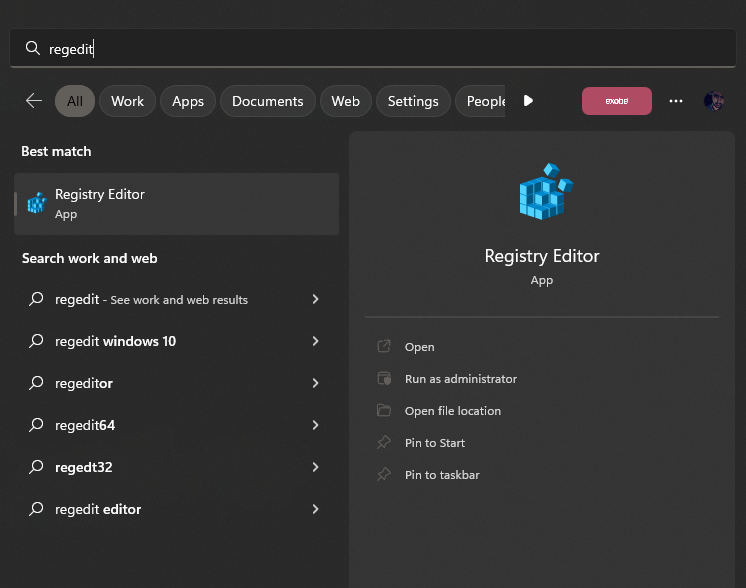 regedit
All
Work
Apps
Documents
Web
Settings
People
exobe
Best match
Registry Editor
App
Search work and web
regedit - See work and web results
regedit windows 10
regeditor
regedit64
regedt32
regedit editor
Registry Editor
App
Open
Run as administrator
Open file location
Pin to Start
Pin to taskbar